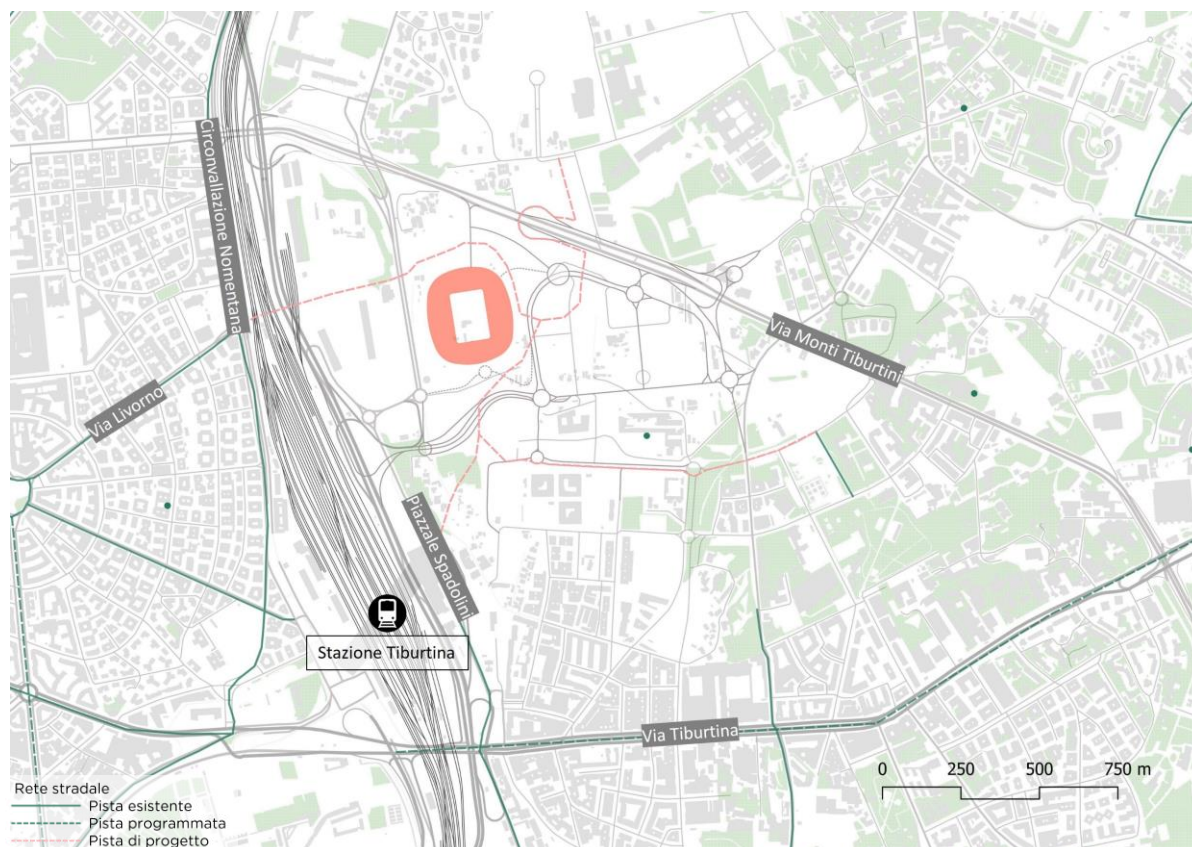 Circonvallazione Nomentana
Via Monti Tiburtini
Via Livorno
Piazzale Spadolini
Stazione Tiburtina
Via Tiburtina
0 250 500 750 m
Rete stradale
Pista esistente
Pista programmata
Pista di progetto